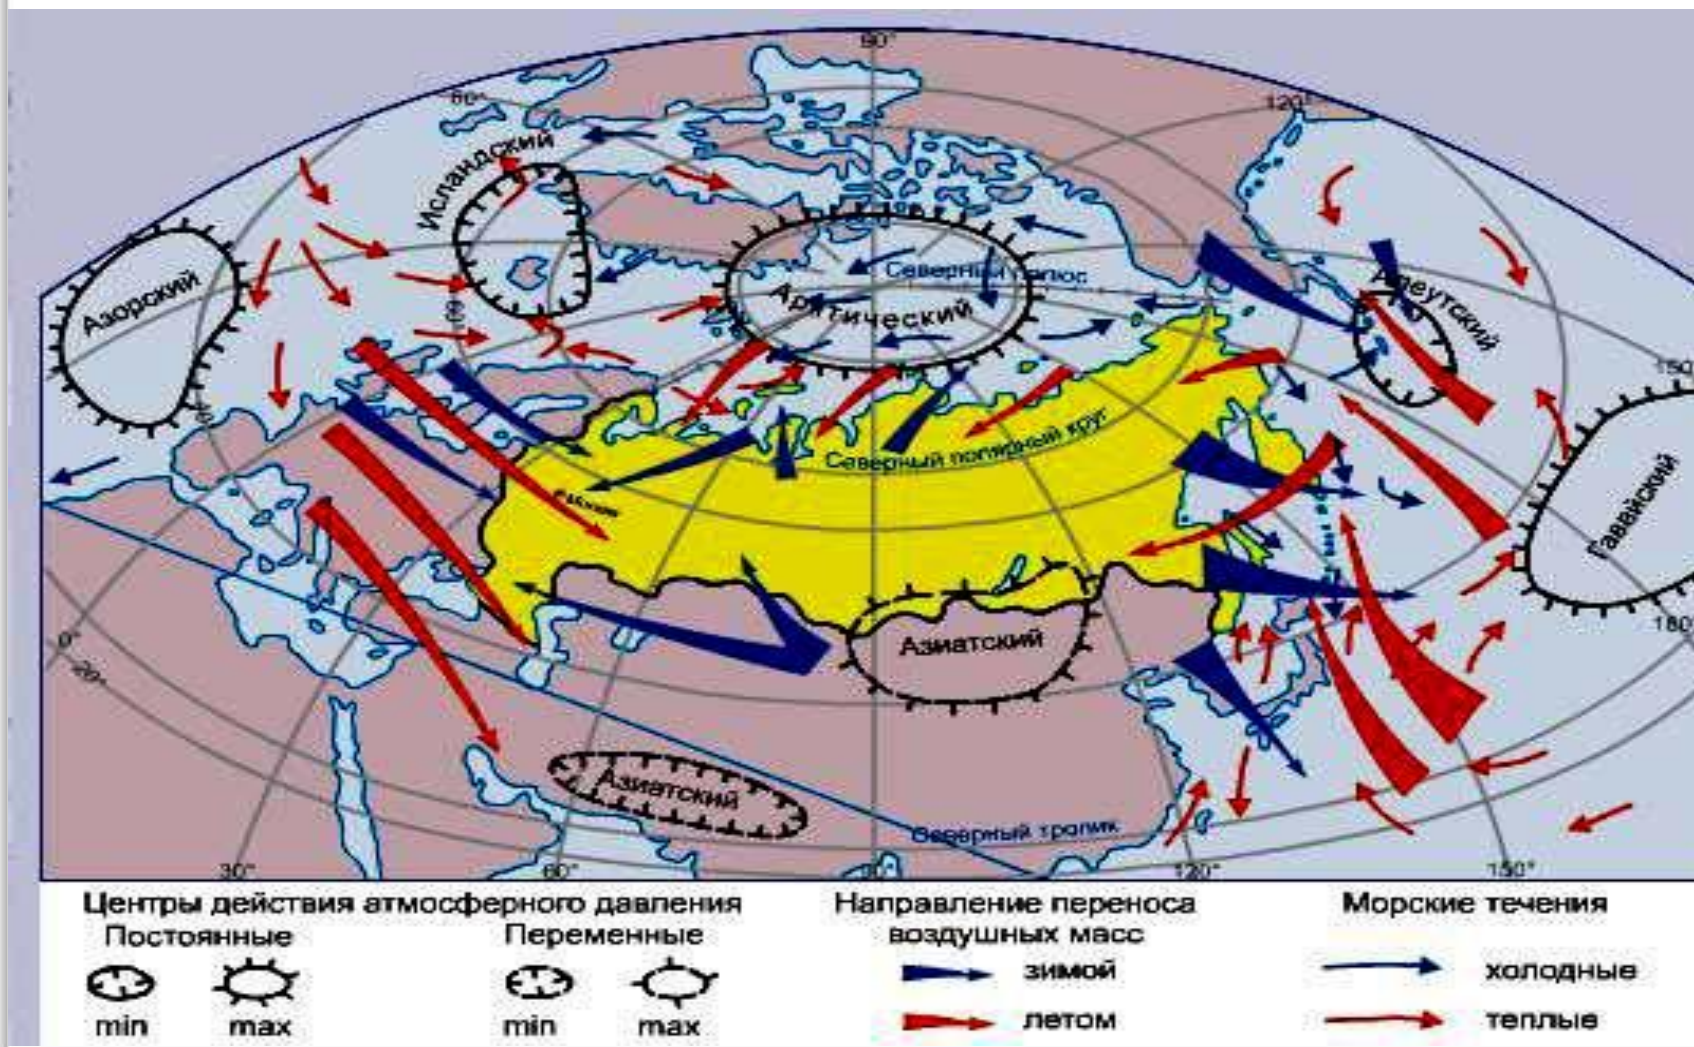 90°
60°
120°
Исландский
Азорский
Северный полюс
Арктический
Алеутский
60°
150°
Северный полярный круг
Гавайский
Азиатский
180°
0°
20°
Азиатский
Северный тропик
30°
60°
90°
120°
150°
Центры действия атмосферного давления
Постоянные
Переменные
min
max
min
max
Направление переноса
воздушных масс
зимой
летом
Морские течения
холодные
теплые